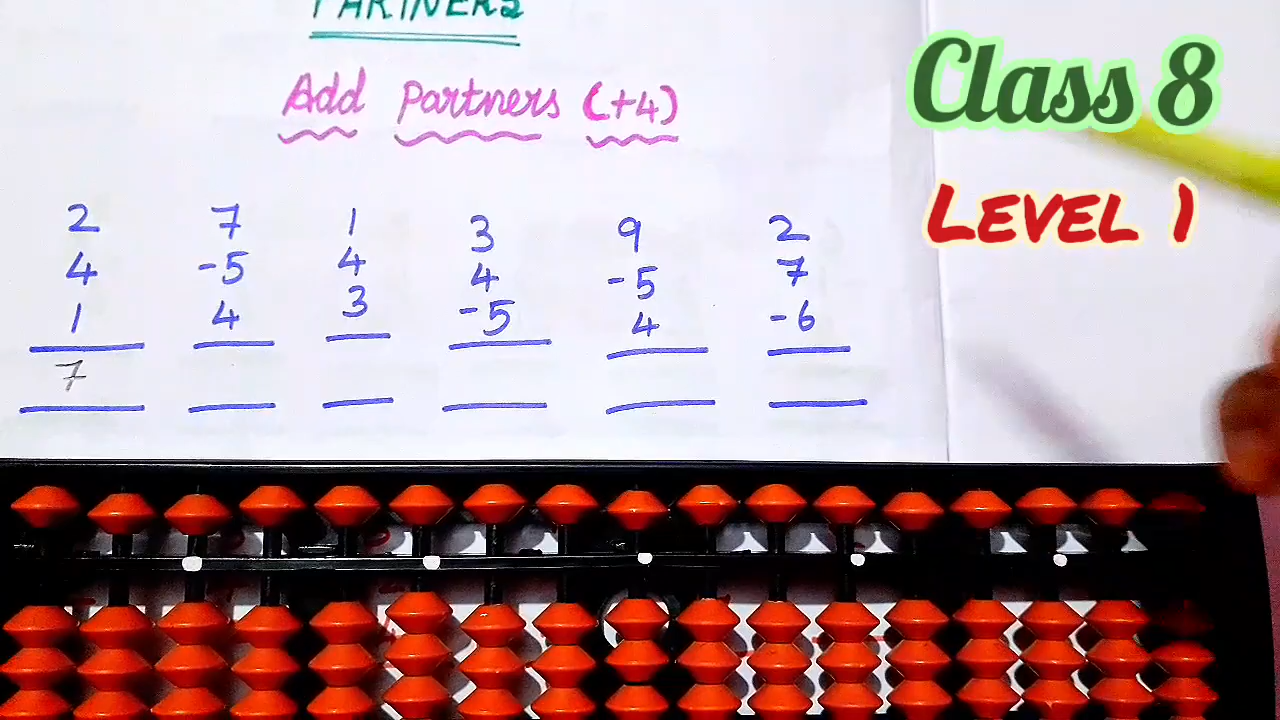 PARTNERS
Add Partners (+4)
Class 8
LEVEL 1
2 7 1 3 9 2
4 -5 4 4 -5 7
1 4 3 -5 4 -6
7